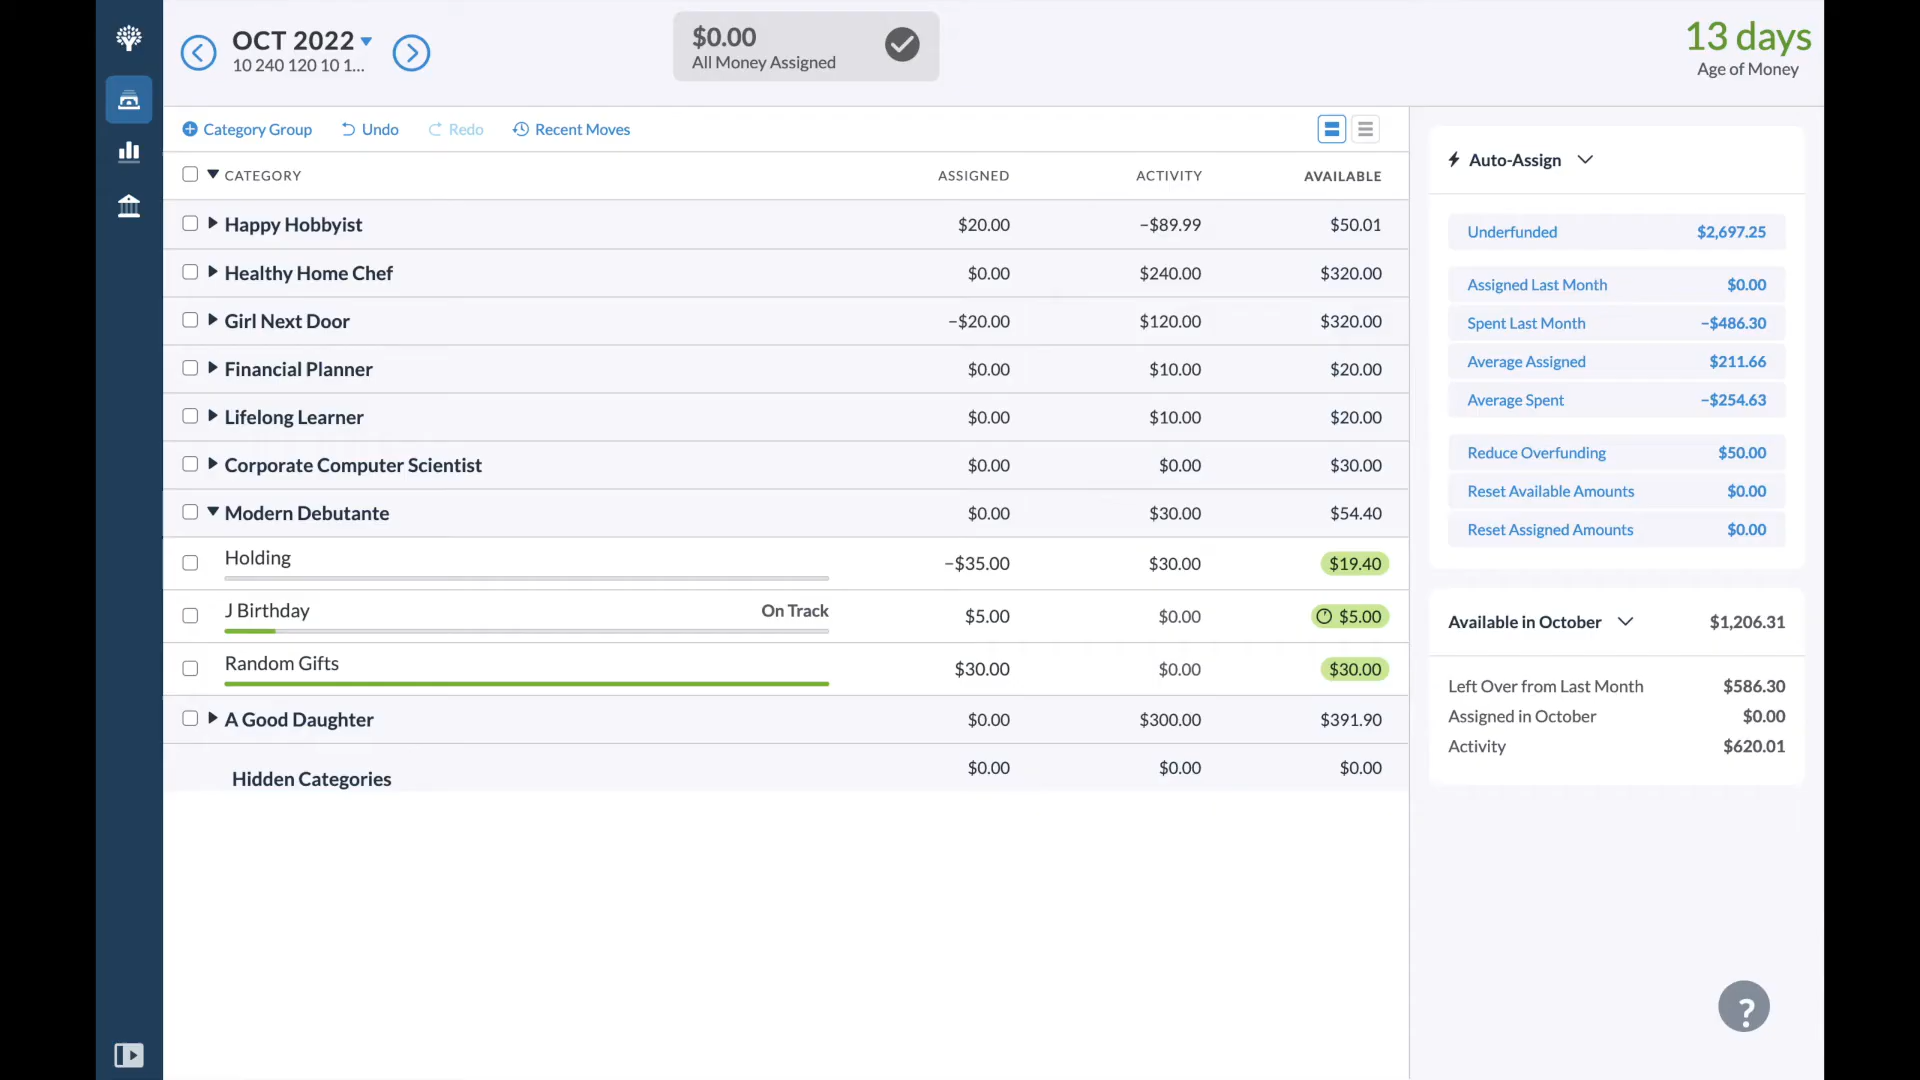 OCT 2022
10 240 120 10 1...
$0.00
All Money Assigned
13 days
Age of Money
Category Group Undo Redo Recent Moves
CATEGORY ASSIGNED ACTIVITY AVAILABLE
Happy Hobbyist $20.00 −$89.99 $50.01
Healthy Home Chef $0.00 $240.00 $320.00
Girl Next Door −$20.00 $120.00 $320.00
Financial Planner $0.00 $10.00 $20.00
Lifelong Learner $0.00 $10.00 $20.00
Corporate Computer Scientist $0.00 $0.00 $30.00
Modern Debutante $0.00 $30.00 $54.40
Holding −$35.00 $30.00 $19.40
J Birthday On Track $5.00 $0.00 $5.00
Random Gifts $30.00 $0.00 $30.00
A Good Daughter $0.00 $300.00 $391.90
Hidden Categories $0.00 $0.00 $0.00
Auto-Assign
Underfunded $2,697.25
Assigned Last Month $0.00
Spent Last Month −$486.30
Average Assigned $211.66
Average Spent −$254.63
Reduce Overfunding $50.00
Reset Available Amounts $0.00
Reset Assigned Amounts $0.00
Available in October $1,206.31
Left Over from Last Month $586.30
Assigned in October $0.00
Activity $620.01
?